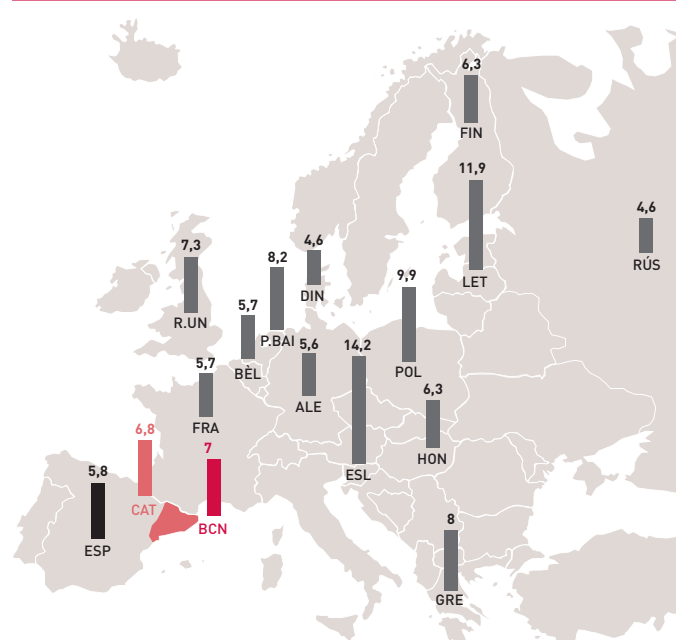 6,3
FIN
11,9
LET
4,6
RÚS
7,3
R.UN
8,2
P.BAI
4,6
DIN
9,9
POL
5,7
BÈL
5,6
ALE
14,2
ESL
5,7
FRA
6,3
HON
6,8
CAT
7
BCN
5,8
ESP
8
GRE